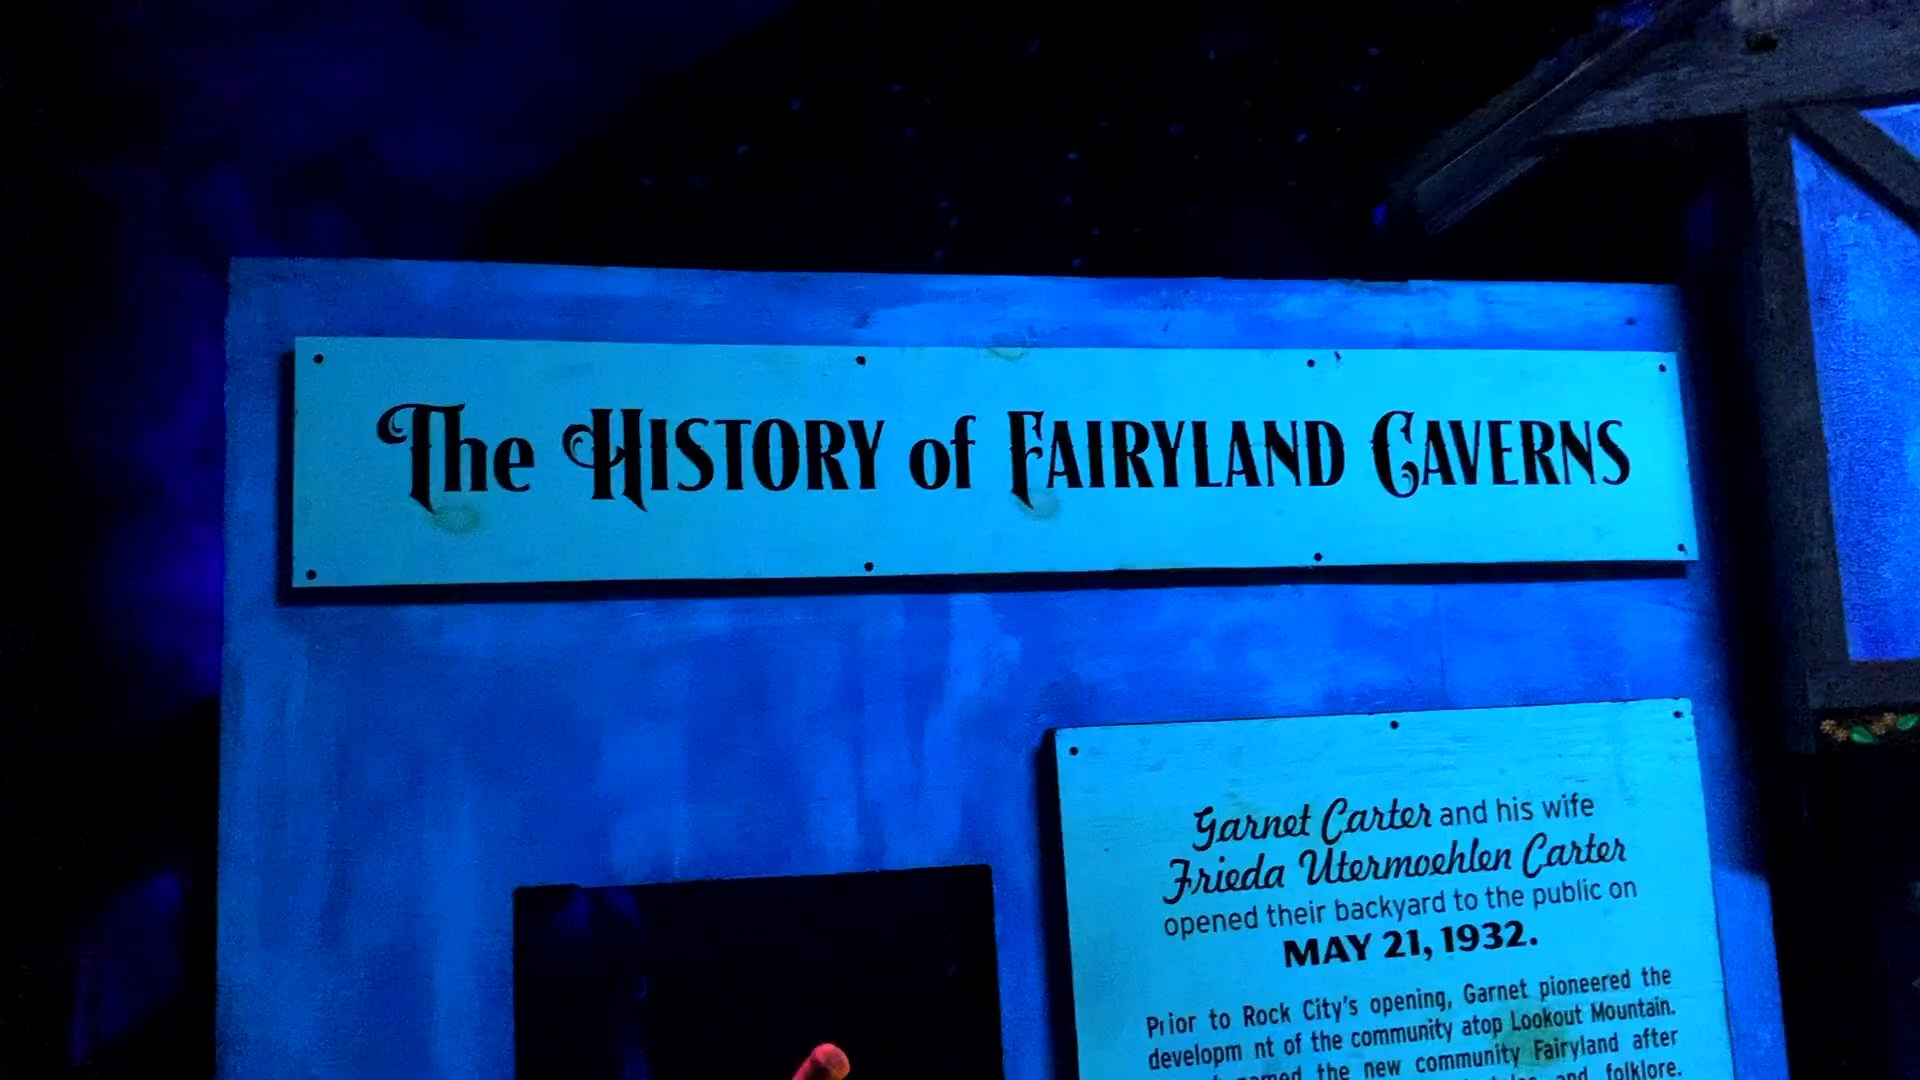 The HISTORY of FAIRYLAND CAVERNS
Garnet Carter and his wife
Frieda Utermoehlen Carter
opened their backyard to the public on
MAY 21, 1932.
Prior to Rock City's opening, Garnet pioneered the
developm nt of the community atop Lookout Mountain.
named the new community Fairyland after
and folklore.